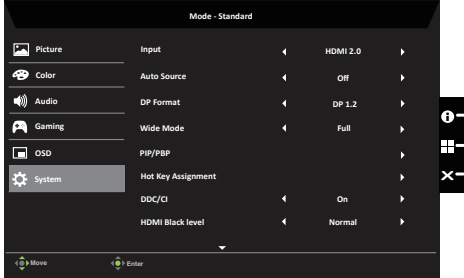 Mode - Standard
Picture
Input HDMI 2.0
Color
Auto Source Off
Audio
DP Format DP 1.2
Gaming
Wide Mode Full
OSD
PIP/PBP
System
Hot Key Assignment
DDC/CI On
HDMI Black level Normal
Move Enter